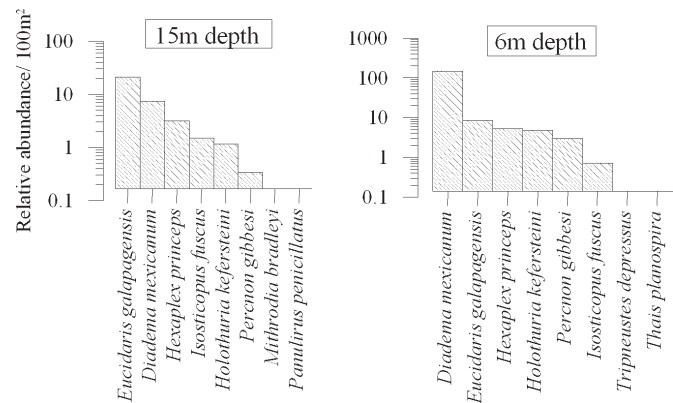 Relative abundance/ 100m²
15m depth
100
10
1
0.1
Eucidaris galapagensis
Diadema mexicanum
Hexaplex princeps
Isosticopus fuscus
Holothuria kefersteini
Percnon gibbesi
Mithrodia bradleyi
Panulirus penicillatus
6m depth
1000
100
10
1
0.1
Diadema mexicanum
Eucidaris galapagensis
Hexaplex princeps
Holothuria kefersteini
Percnon gibbesi
Isosticopus fuscus
Tripneustes depressus
Thais planospira